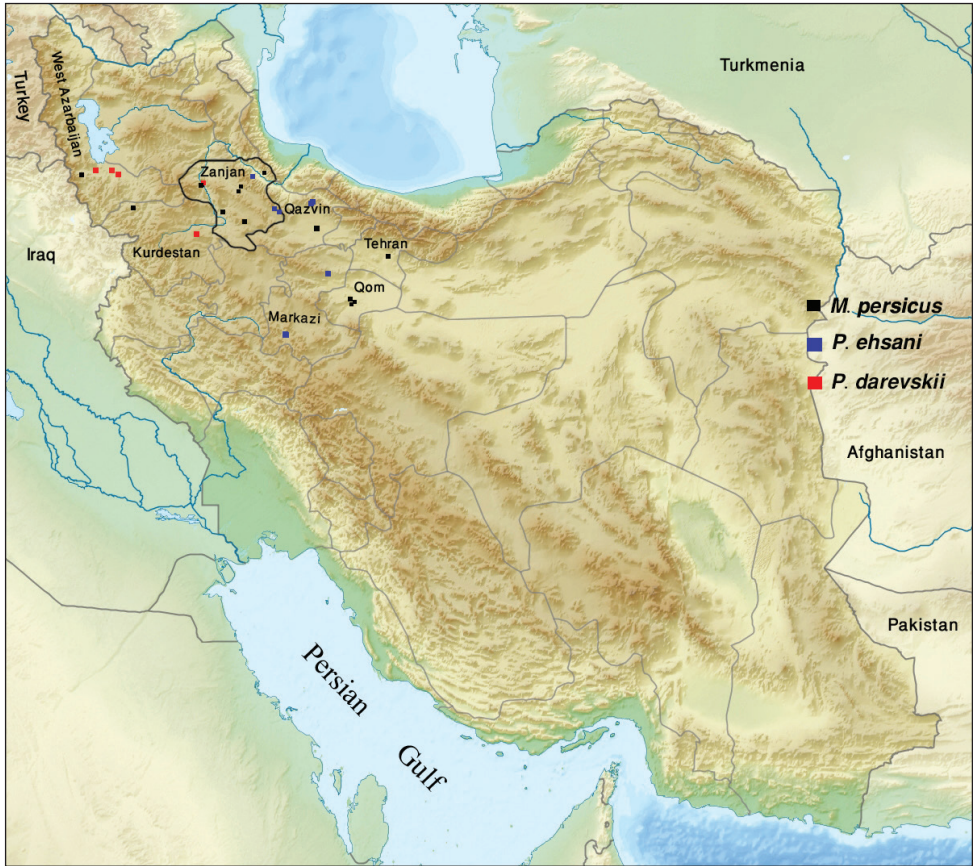 Turkmenia
Turkey
West Azarbaijan
Zanjan
Qazvin
Tehran
Kurdestan
Iraq
Qom
Markazi
M. persicus
P. ehsani
P. darevskii
Afghanistan
Pakistan
Persian
Gulf